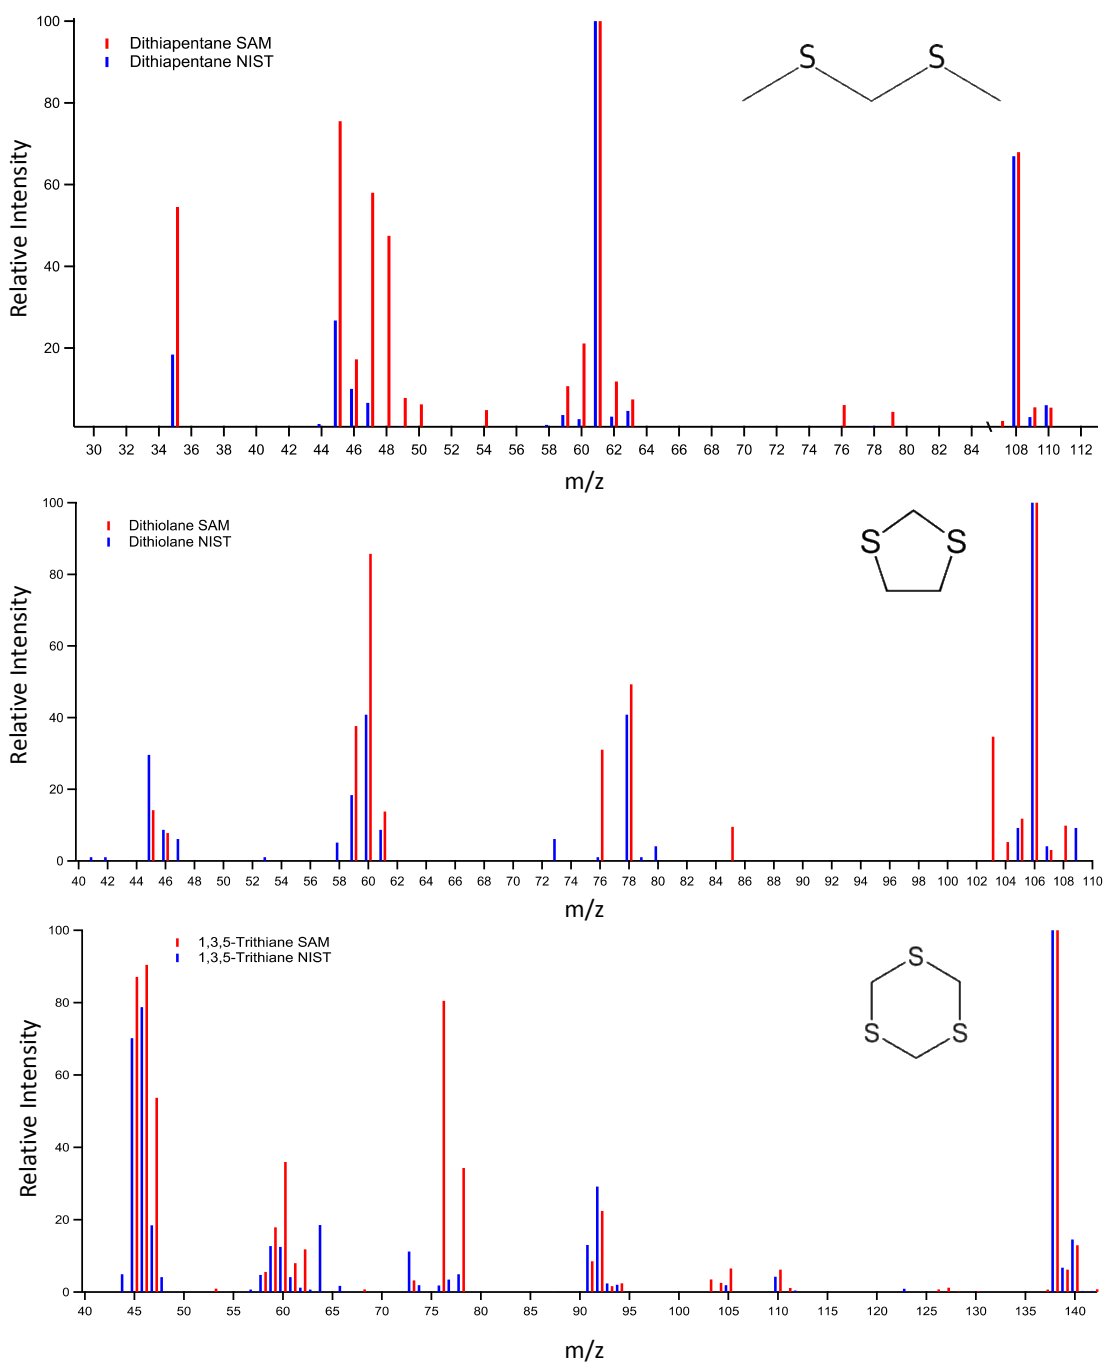 100
80
60
40
20
Relative Intensity
Dithiapentane SAM
Dithiapentane NIST
S S
30 32 34 36 38 40 42 44 46 48 50 52 54 56 58 60 62 64 66 68 70 72 74 76 78 80 82 84 108 110 112
m/z
100
80
60
40
20
0
Relative Intensity
Dithiolane SAM
Dithiolane NIST
S S
40 42 44 46 48 50 52 54 56 58 60 62 64 66 68 70 72 74 76 78 80 82 84 86 88 90 92 94 96 98 100 102 104 106 108 110
m/z
100
80
60
40
20
0
Relative Intensity
1,3,5-Trithiane SAM
1,3,5-Trithiane NIST
S
S S
40 45 50 55 60 65 70 75 80 85 90 95 100 105 110 115 120 125 130 135 140
m/z